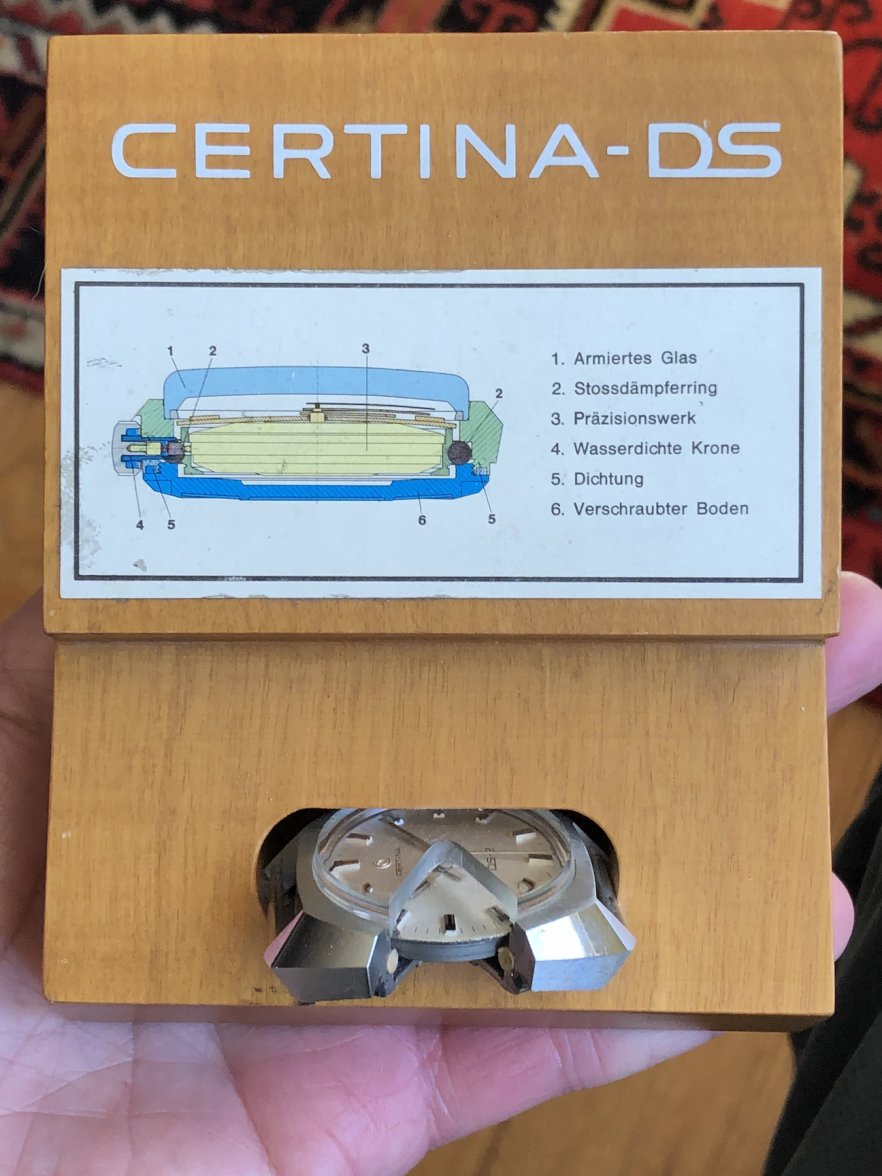 CERTINA-DS
1 2 3
2
4 5 6 5
1. Armiertes Glas
2. Stossdämpferring
3. Präzisionswerk
4. Wasserdichte Krone
5. Dichtung
6. Verschraubter Boden
CERTINA
DS-2